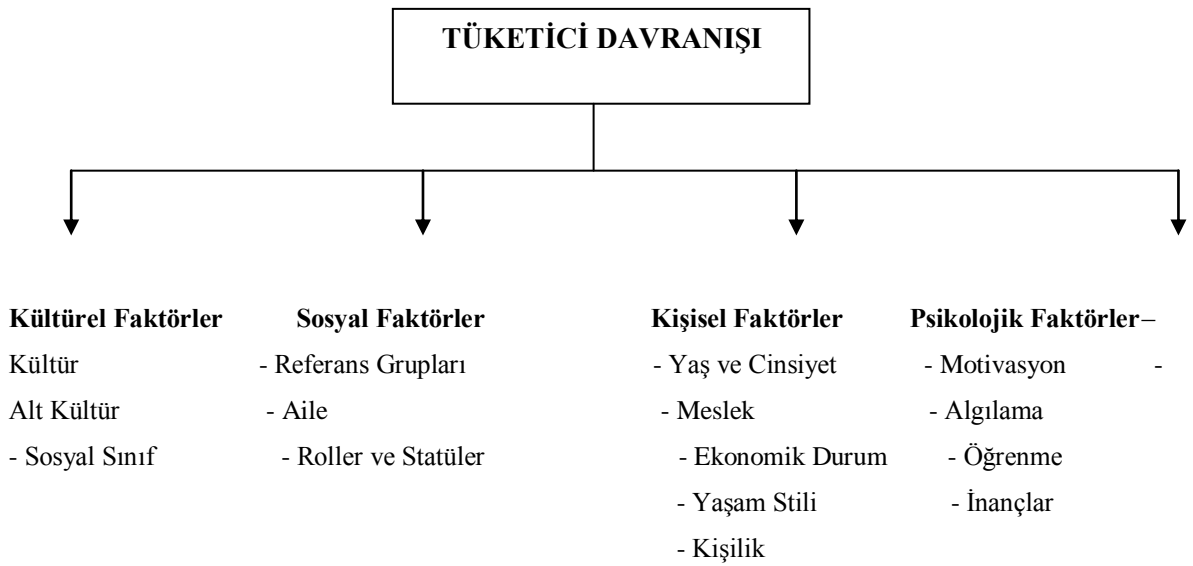 TÜKETİCİ DAVRANIŞI
Kültürel Faktörler Sosyal Faktörler Kişisel Faktörler Psikolojik Faktörler–
Kültür - Referans Grupları - Yaş ve Cinsiyet - Motivasyon -
Alt Kültür - Aile - Meslek - Algılama
- Sosyal Sınıf - Roller ve Statüler - Ekonomik Durum - Öğrenme
- Yaşam Stili - İnançlar
- Kişilik